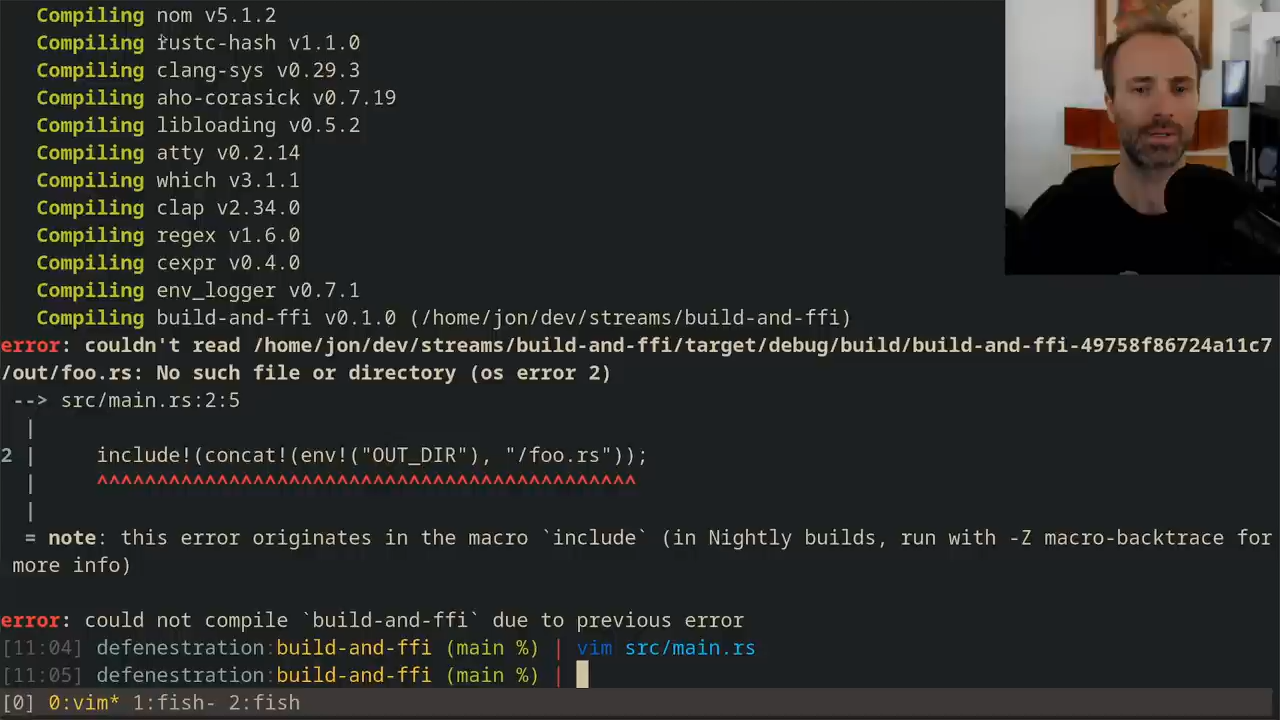 Compiling nom v5.1.2
Compiling rustc-hash v1.1.0
Compiling clang-sys v0.29.3
Compiling aho-corasick v0.7.19
Compiling libloading v0.5.2
Compiling atty v0.2.14
Compiling which v3.1.1
Compiling clap v2.34.0
Compiling regex v1.6.0
Compiling cexpr v0.4.0
Compiling env_logger v0.7.1
Compiling build-and-ffi v0.1.0 (/home/jon/dev/streams/build-and-ffi)
error: couldn't read /home/jon/dev/streams/build-and-ffi/target/debug/build/build-and-ffi-49758f86724a11c7
/out/foo.rs: No such file or directory (os error 2)
--> src/main.rs:2:5
|
2 | include!(concat!(env!("OUT_DIR"), "/foo.rs"));
| ^^^^^^^^^^^^^^^^^^^^^^^^^^^^^^^^^^^^^^^^^^^^^
|
= note: this error originates in the macro `include` (in Nightly builds, run with -Z macro-backtrace for
more info)
error: could not compile `build-and-ffi` due to previous error
[11:04] defenestration:build-and-ffi (main %) | vim src/main.rs
[11:05] defenestration:build-and-ffi (main %) |
[0] 0:vim* 1:fish- 2:fish